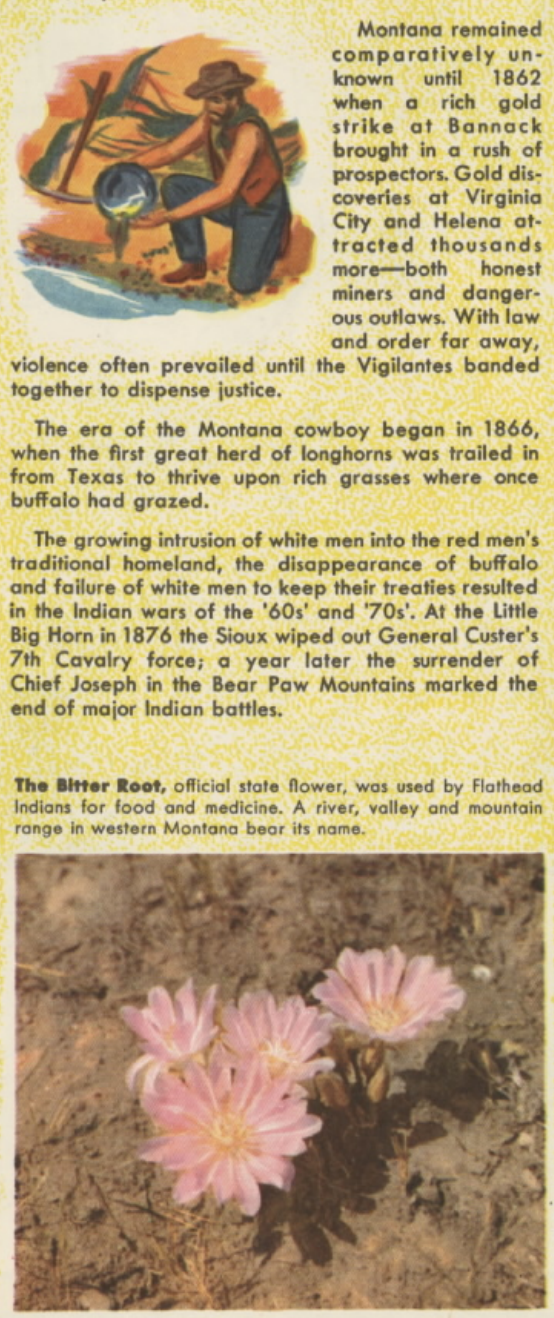 Montana remained
comparatively un-
known until 1862
when a rich gold
strike at Bannack
brought in a rush of
prospectors. Gold dis-
coveries at Virginia
City and Helena at-
tracted thousands
more—both honest
miners and danger-
ous outlaws. With law
and order far away,
violence often prevailed until the Vigilantes banded
together to dispense justice.
The era of the Montana cowboy began in 1866,
when the first great herd of longhorns was trailed in
from Texas to thrive upon rich grasses where once
buffalo had grazed.
The growing intrusion of white men into the red men's
traditional homeland, the disappearance of buffalo
and failure of white men to keep their treaties resulted
in the Indian wars of the '60s' and '70s'. At the Little
Big Horn in 1876 the Sioux wiped out General Custer's
7th Cavalry force; a year later the surrender of
Chief Joseph in the Bear Paw Mountains marked the
end of major Indian battles.
The Bitter Root, official state flower, was used by Flathead
Indians for food and medicine. A river, valley and mountain
range in western Montana bear its name.